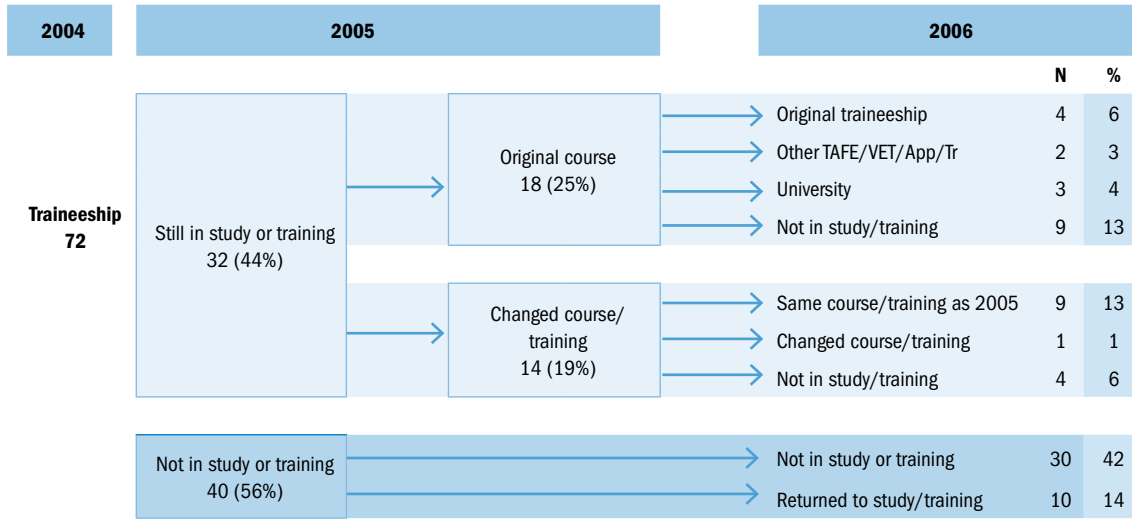 2004 2005 2006
N %
Traineeship
72
Still in study or training
32 (44%)
Original course
18 (25%)
Original traineeship 4 6
Other TAFE/VET/App/Tr 2 3
University 3 4
Not in study/training 9 13
Changed course/
training
14 (19%)
Same course/training as 2005 9 13
Changed course/training 1 1
Not in study/training 4 6
Not in study or training
40 (56%)
Not in study or training 30 42
Returned to study/training 10 14